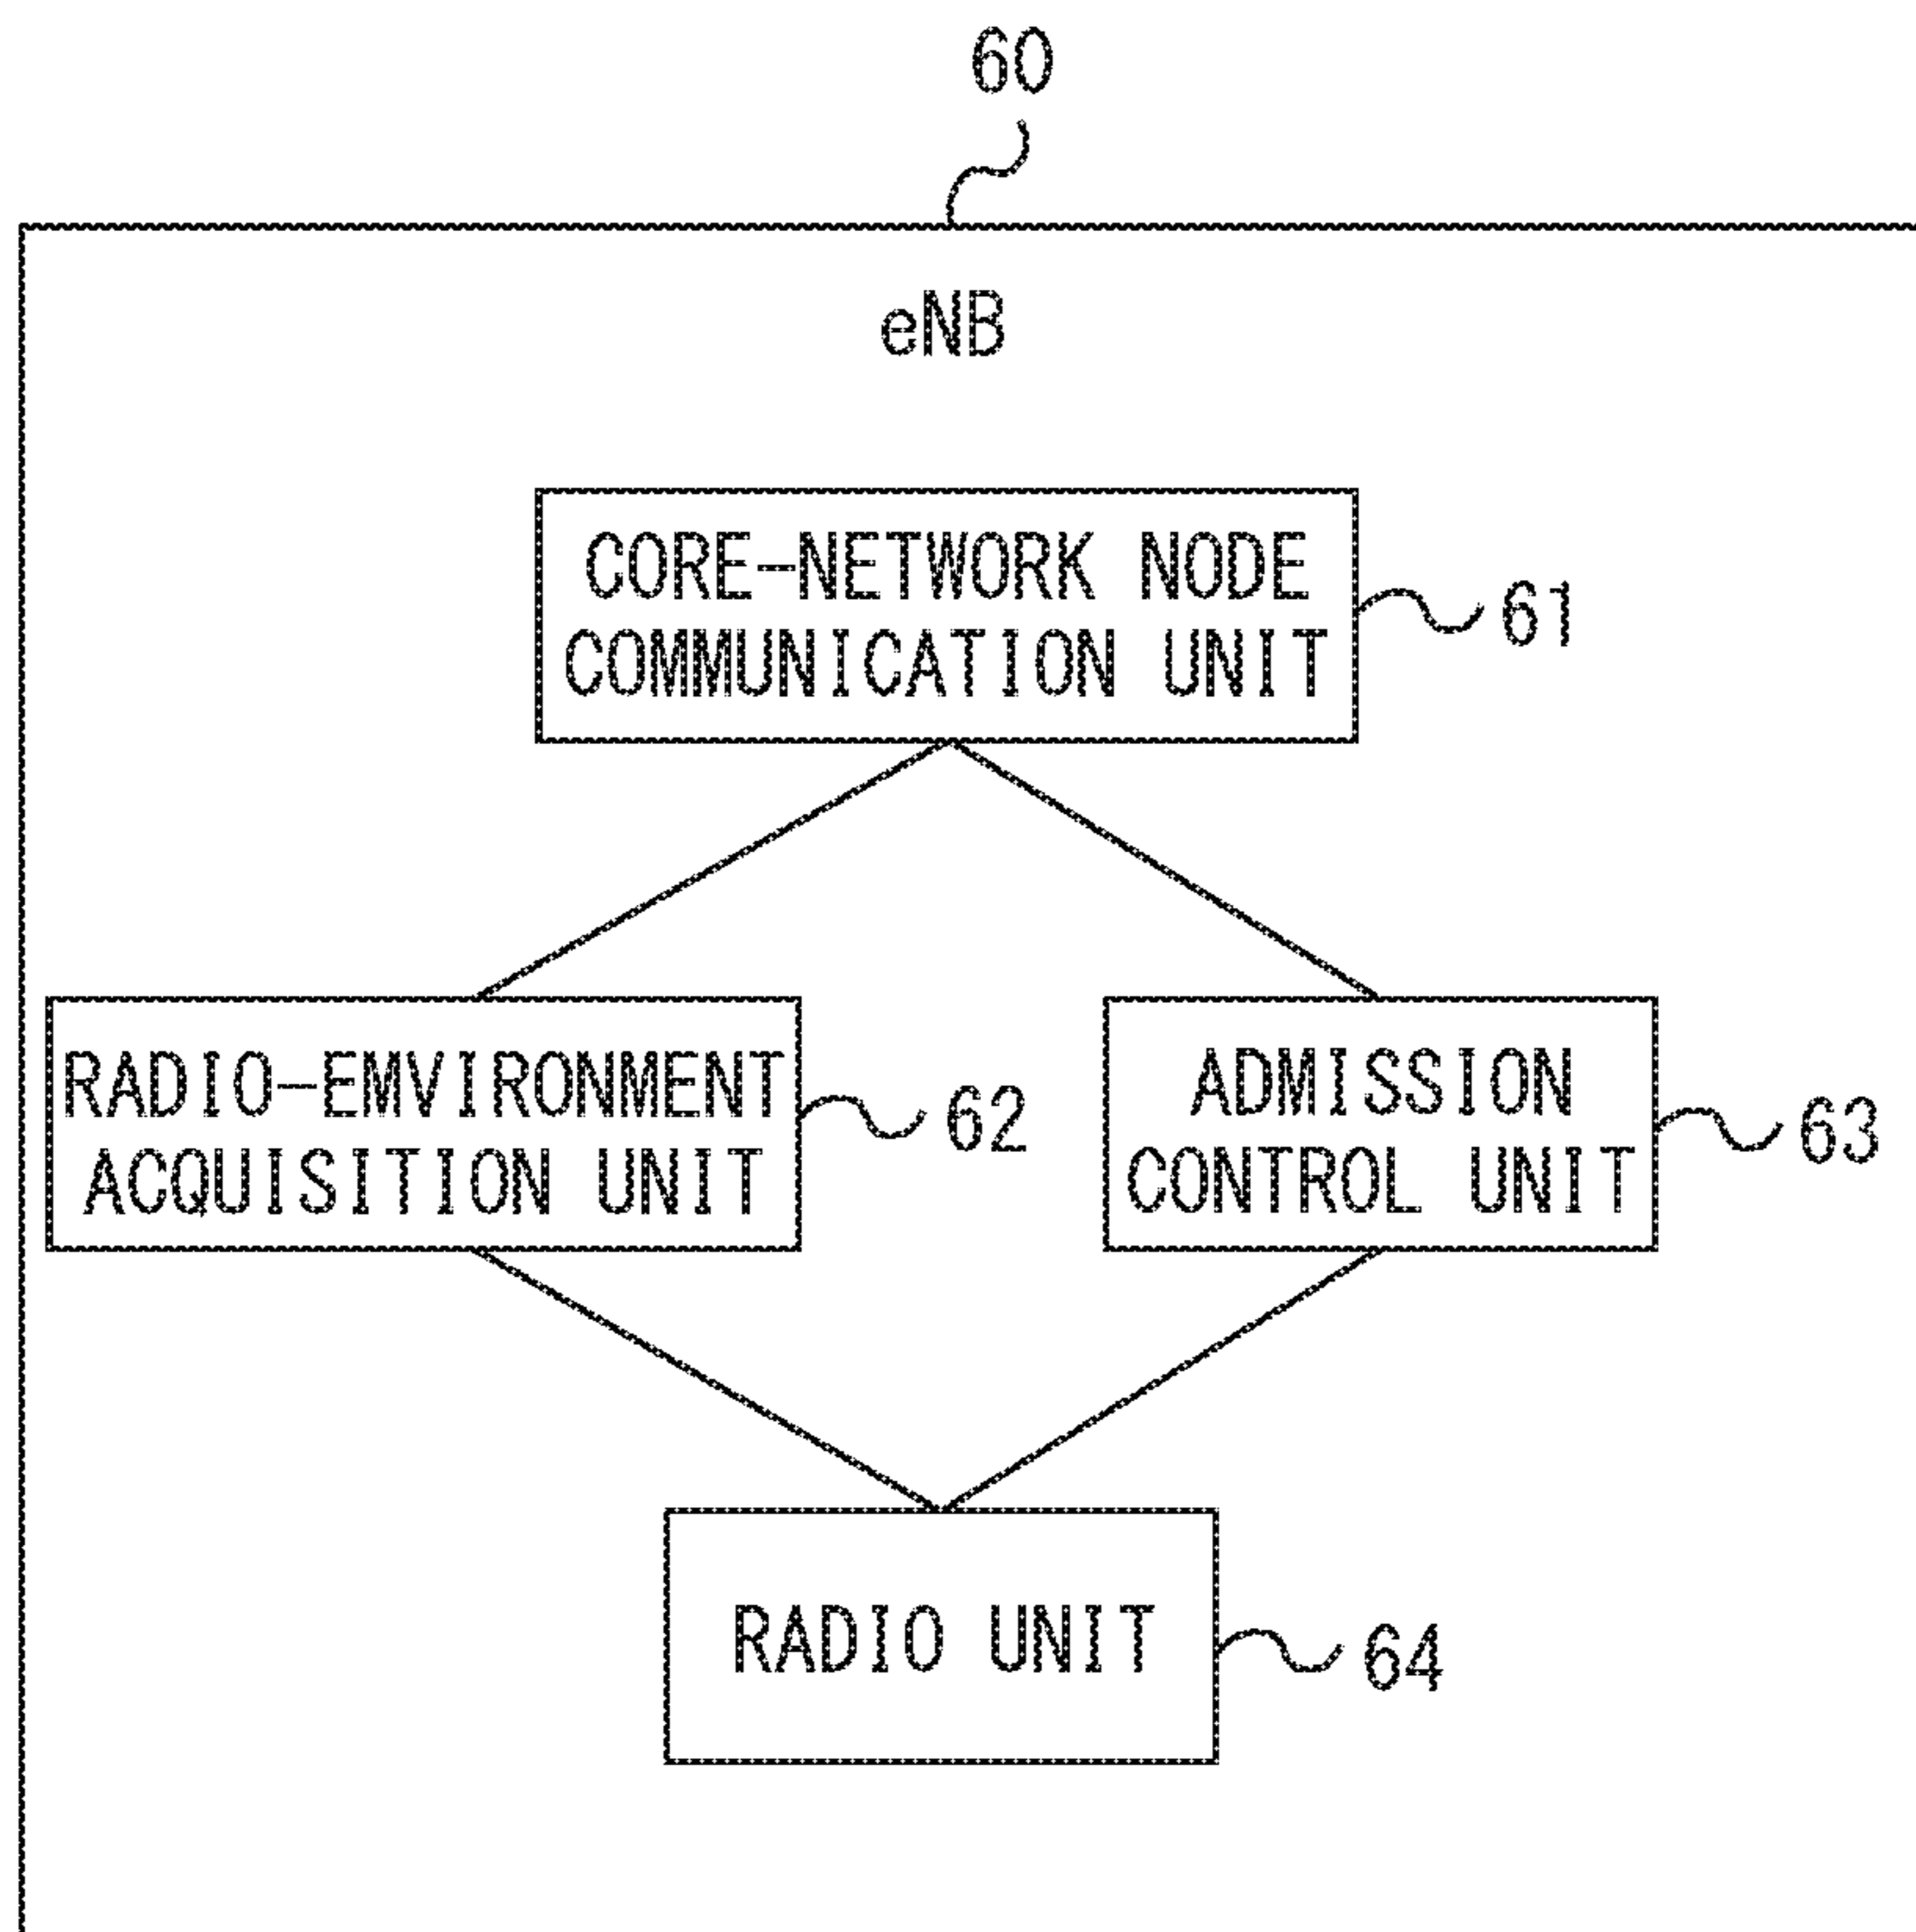 60
eNB
CORE-NETWORK NODE
COMMUNICATION UNIT
61
RADIO-EMVIRONMENT
ACQUISITION UNIT
62
ADMISSION
CONTROL UNIT
63
RADIO UNIT
64